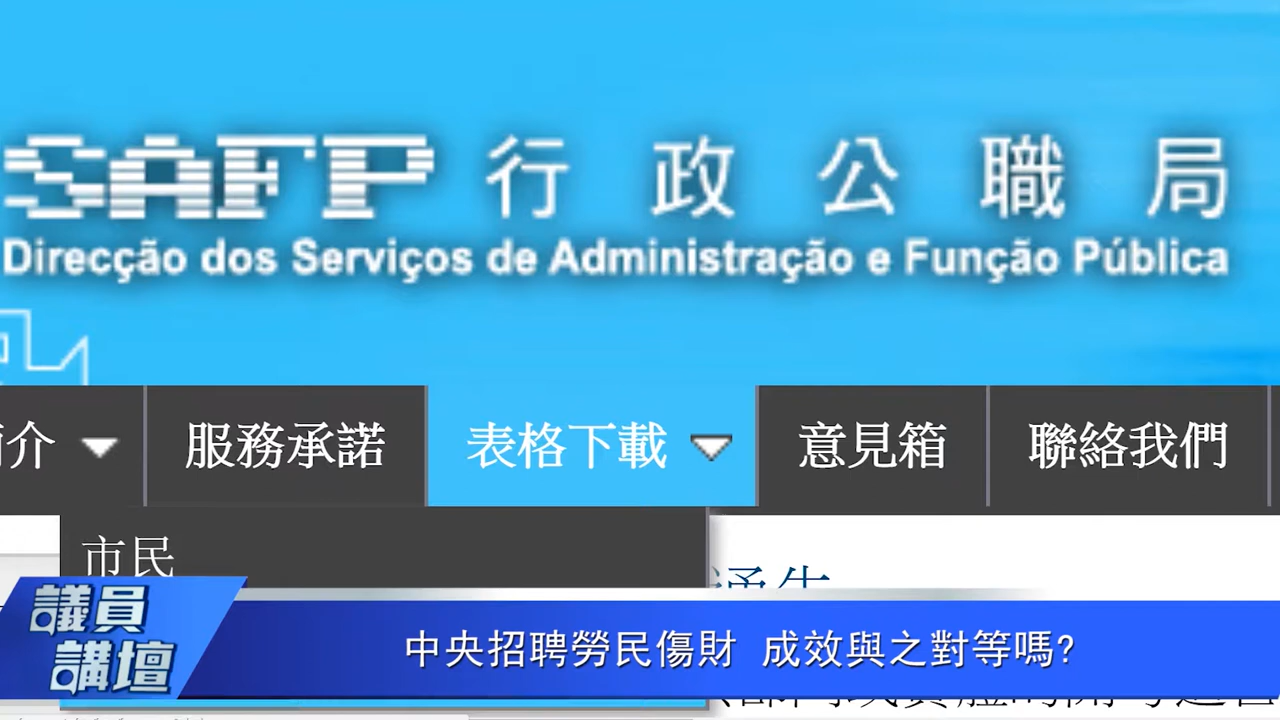 SAFP 行政公職局
Direcção dos Serviços de Administração e Função Pública
介 服務承諾 表格下載 意見箱 聯絡我們
市民
通告
議員
講壇
中央招聘勞民傷財 成效與之對等嗎?